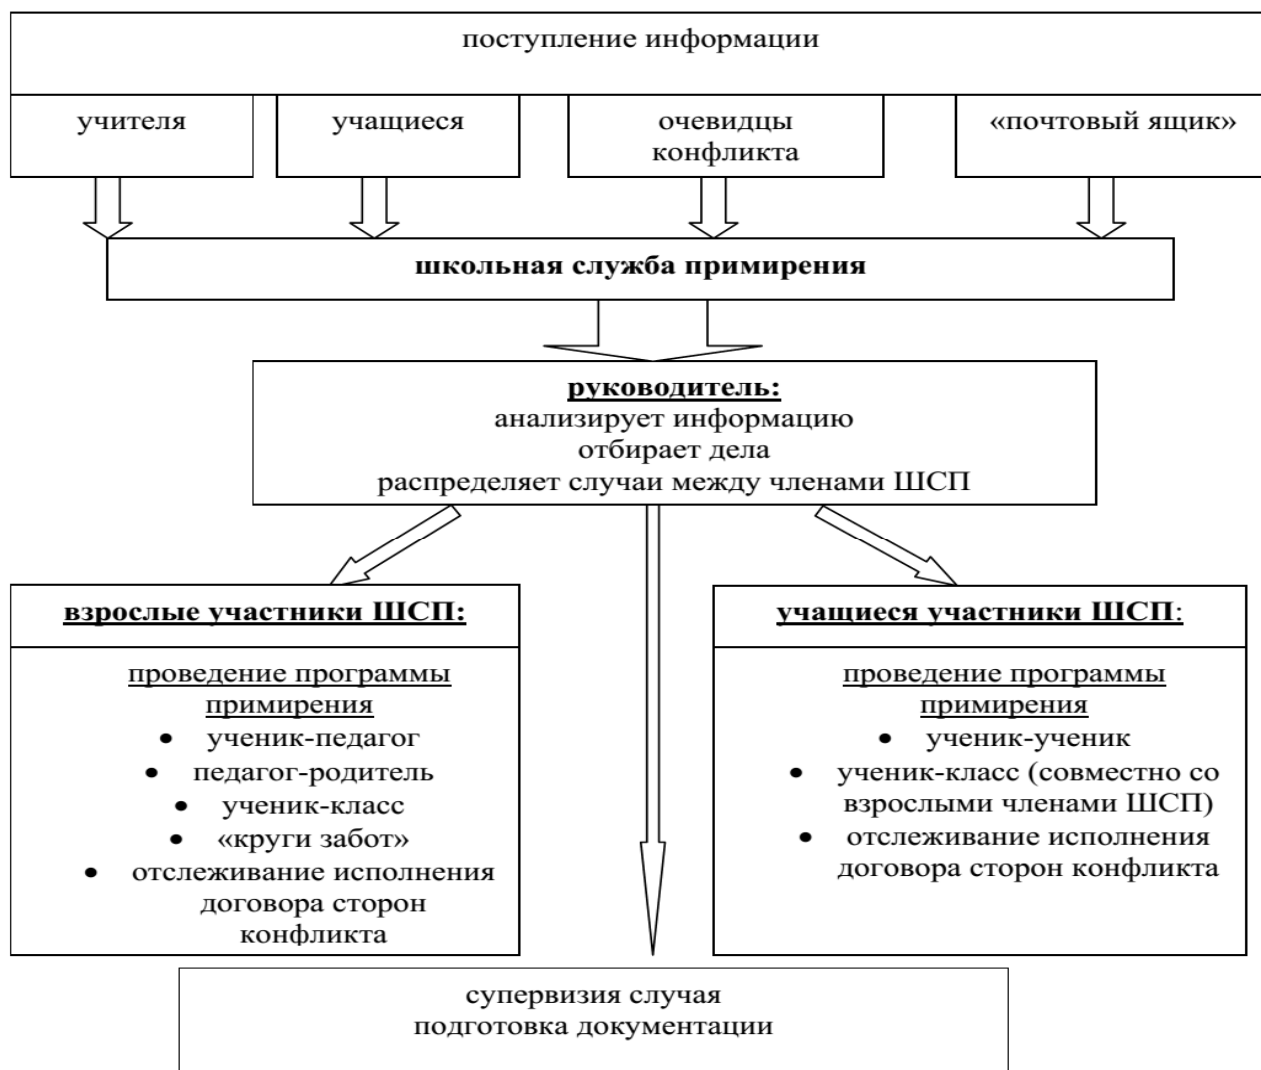 поступление информации
учителя
учащиеся
очевидцы
конфликта
«почтовый ящик»
школьная служба примирения
руководитель:
анализирует информацию
отбирает дела
распределяет случаи между членами ШСП
взрослые участники ШСП:
проведение программы
примирения
• ученик-педагог
• педагог-родитель
• ученик-класс
• «круги забот»
• отслеживание исполнения
договора сторон
конфликта
учащиеся участники ШСП:
проведение программы
примирения
• ученик-ученик
• ученик-класс (совместно со
взрослыми членами ШСП)
• отслеживание исполнения
договора сторон конфликта
супервизия случая
подготовка документации